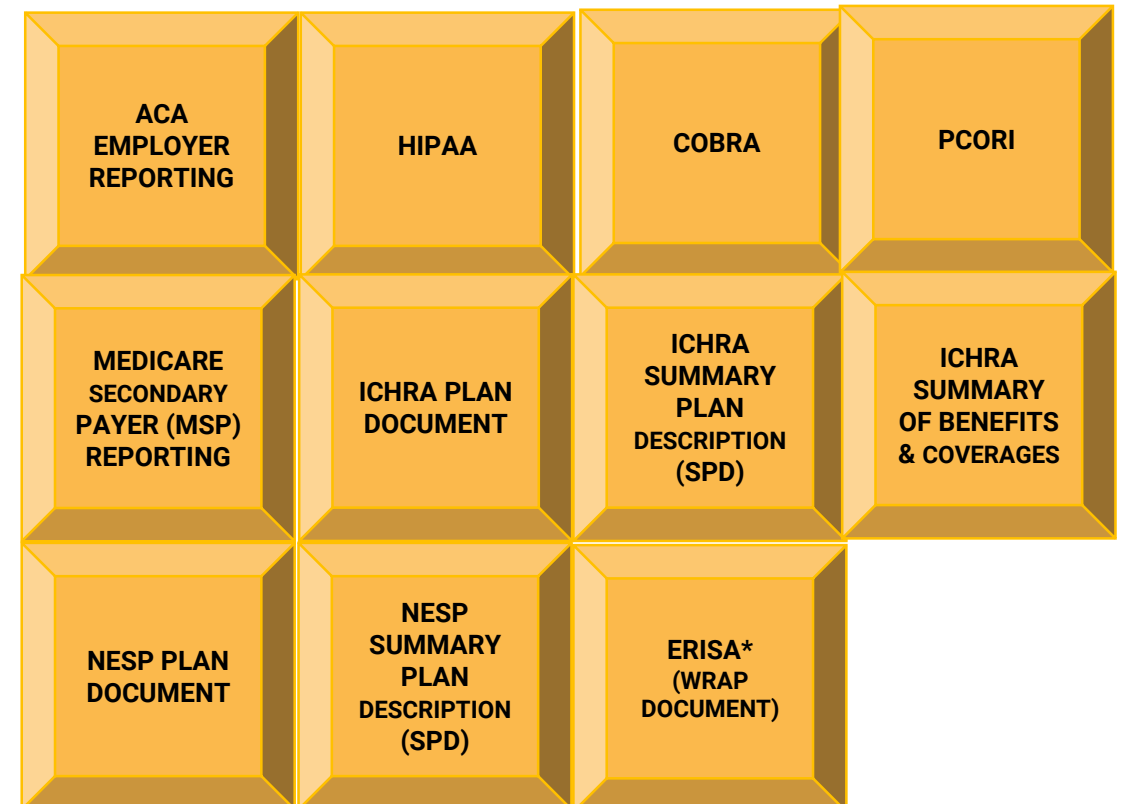 ACA
EMPLOYER
REPORTING
HIPAA
COBRA
PCORI
MEDICARE
SECONDARY
PAYER (MSP)
REPORTING
ICHRA PLAN
DOCUMENT
ICHRA
SUMMARY
PLAN
DESCRIPTION
(SPD)
ICHRA
SUMMARY
OF BENEFITS
& COVERAGES
NESP PLAN
DOCUMENT
NESP
SUMMARY
PLAN
DESCRIPTION
(SPD)
ERISA*
(WRAP
DOCUMENT)